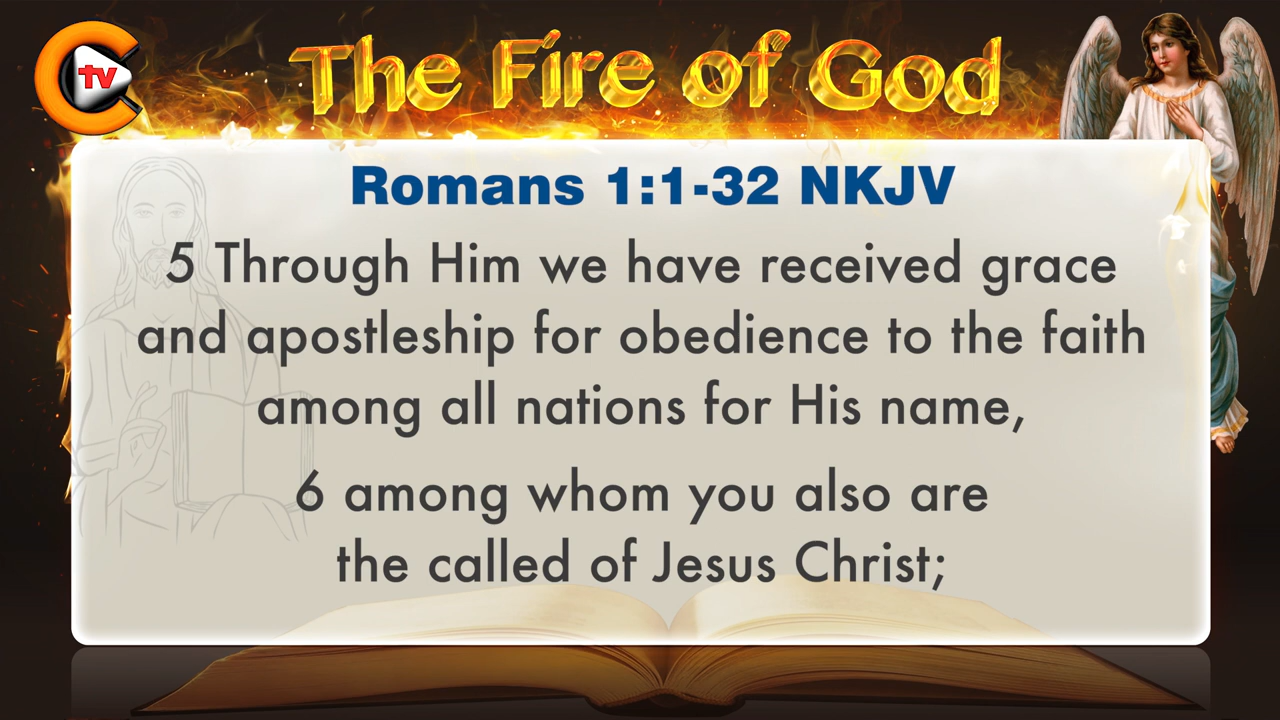 tv
The Fire of God
Romans 1:1-32 NKJV
5 Through Him we have received grace
and apostleship for obedience to the faith
among all nations for His name,
6 among whom you also are
the called of Jesus Christ;